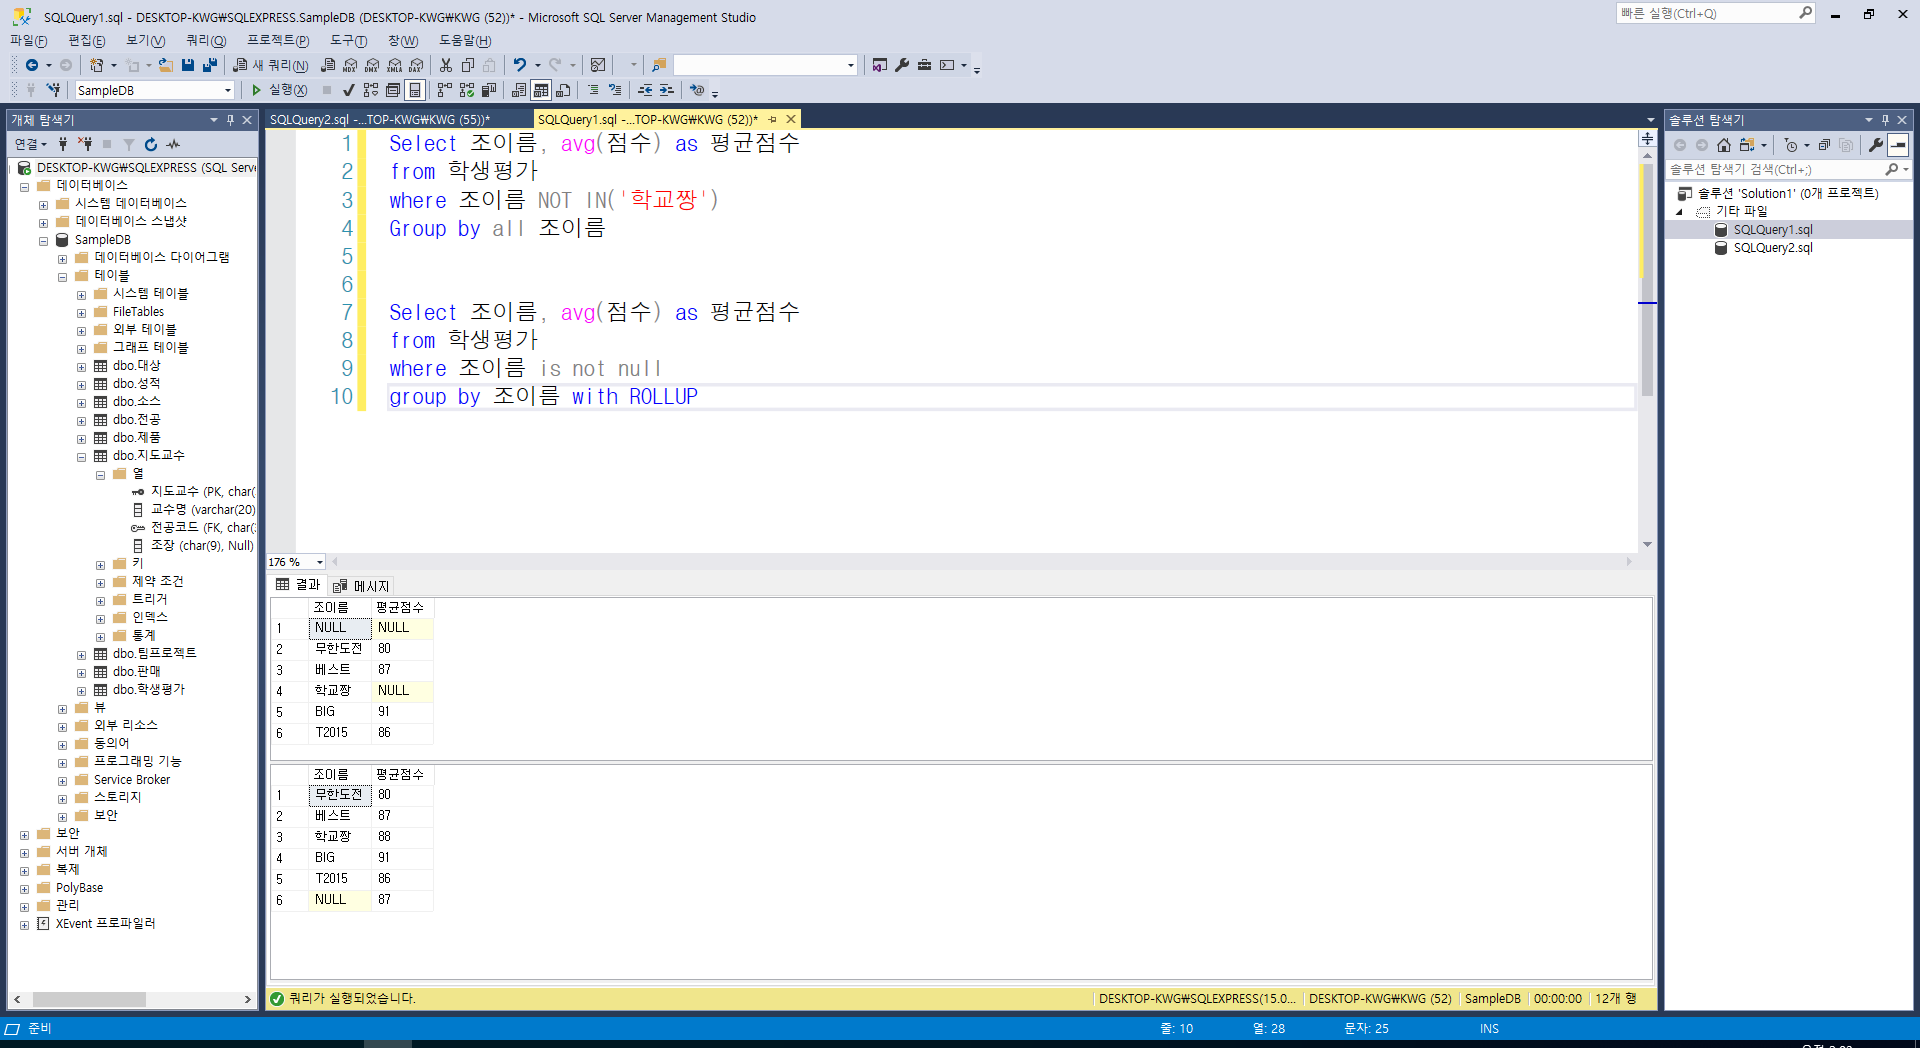 SQLQuery1.sql - DESKTOP-KWG₩SQLEXPRESS.SampleDB (DESKTOP-KWG₩KWG (52))* - Microsoft SQL Server Management Studio
빠른 실행(Ctrl+Q)
파일(F) 편집(E) 보기(V) 쿼리(Q) 프로젝트(P) 도구(T) 창(W) 도움말(H)
새 쿼리(N) MDX DMX XMLA DAX
SampleDB 실행(X)
개체 탐색기
연결
DESKTOP-KWG₩SQLEXPRESS (SQL Serve
데이터베이스
시스템 데이터베이스
데이터베이스 스냅샷
SampleDB
데이터베이스 다이어그램
테이블
시스템 테이블
FileTables
외부 테이블
그래프 테이블
dbo.대상
dbo.성적
dbo.소스
dbo.전공
dbo.제품
dbo.지도교수
열
지도교수 (PK, char(
교수명 (varchar(20)
전공코드 (FK, char(
조장 (char(9), Null)
키
제약 조건
트리거
인덱스
통계
dbo.팀프로젝트
dbo.판매
dbo.학생평가
뷰
외부 리소스
동의어
프로그래밍 기능
Service Broker
스토리지
보안
보안
서버 개체
복제
PolyBase
관리
XEvent 프로파일러
SQLQuery2.sql -...TOP-KWG₩KWG (55))*
SQLQuery1.sql -...TOP-KWG₩KWG (52))*
1 Select 조이름, avg(점수) as 평균점수
2 from 학생평가
3 where 조이름 NOT IN('학교짱')
4 Group by all 조이름
5
6
7 Select 조이름, avg(점수) as 평균점수
8 from 학생평가
9 where 조이름 is not null
10 group by 조이름 with ROLLUP
176 %
결과 메시지
조이름 평균점수
1 NULL NULL
2 무한도전 80
3 베스트 87
4 학교짱 NULL
5 BIG 91
6 T2015 86
조이름 평균점수
1 무한도전 80
2 베스트 87
3 학교짱 88
4 BIG 91
5 T2015 86
6 NULL 87
쿼리가 실행되었습니다.
DESKTOP-KWG₩SQLEXPRESS(15.0... DESKTOP-KWG₩KWG (52) SampleDB 00:00:00 12개 행
솔루션 탐색기
솔루션 탐색기 검색(Ctrl+;)
솔루션 'Solution1' (0개 프로젝트)
기타 파일
SQLQuery1.sql
SQLQuery2.sql
준비 줄: 10 열: 28 문자: 25 INS